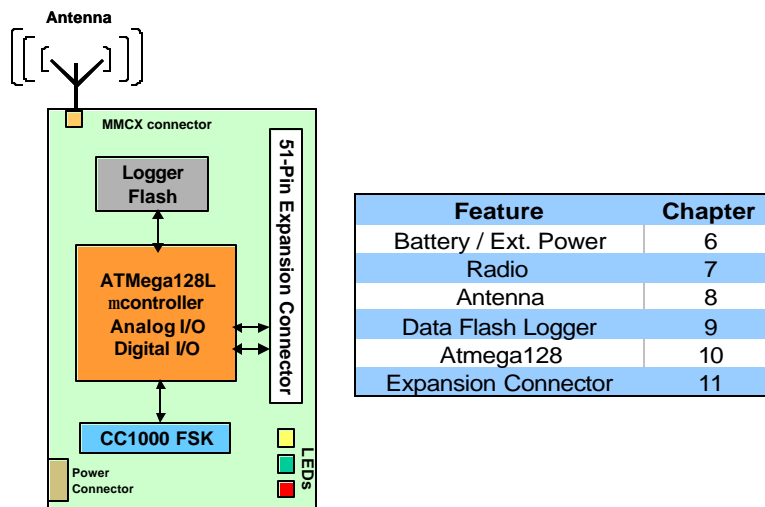 Antenna
MMCX connector
Logger
Flash
51-Pin Expansion Connector
ATMega128L
mcontroller
Analog I/O
Digital I/O
CC1000 FSK
LEDs
Power
Connector
Feature Chapter
Battery / Ext. Power 6
Radio 7
Antenna 8
Data Flash Logger 9
Atmega128 10
Expansion Connector 11